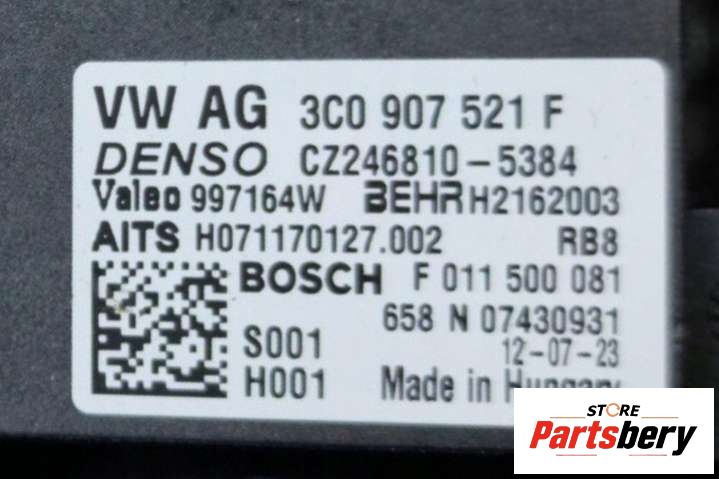 VW AG 3C0 907 521 F
DENSO CZ246810-5384
Valeo 997164W BEHR H2162003
AITS H071170127.002 RB8
BOSCH F 011 500 081
658 N 07430931
S001 12-07-23
H001 Made in Hungary
STORE
Partsbery